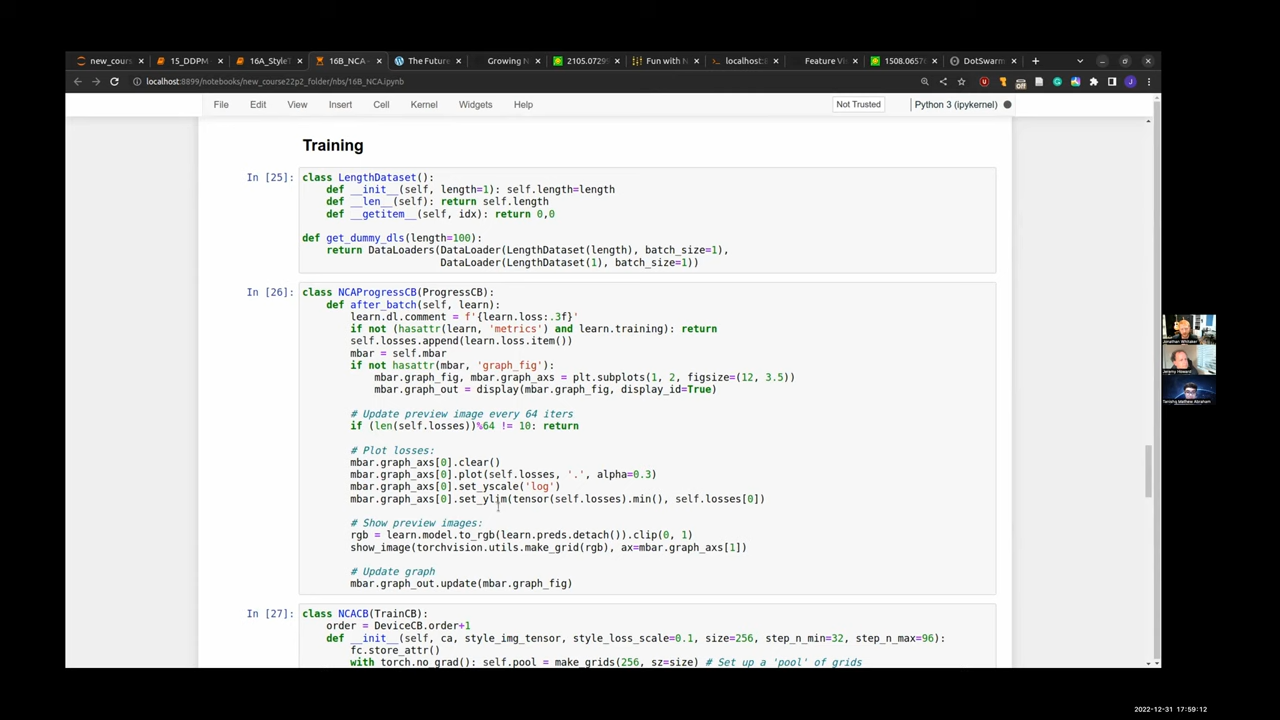 new_cours
15_DDPM
16A_StyleT
16B_NCA -
The Future
Growing N
2105.0729
Fun with N
localhost:8
Feature Vi
1508.0657
DotSwarm
localhost:8899/notebooks/new_course22p2_folder/nbs/16B_NCA.ipynb
File Edit View Insert Cell Kernel Widgets Help
Not Trusted
Python 3 (ipykernel)
Training
In [25]:
class LengthDataset():
    def __init__(self, length=1): self.length=length
    def __len__(self): return self.length
    def __getitem__(self, idx): return 0,0
def get_dummy_dls(length=100):
    return DataLoaders(DataLoader(LengthDataset(length), batch_size=1),
                       DataLoader(LengthDataset(1), batch_size=1))
In [26]:
class NCAProgressCB(ProgressCB):
    def after_batch(self, learn):
        learn.dl.comment = f'{learn.loss:.3f}'
        if not (hasattr(learn, 'metrics') and learn.training): return
        self.losses.append(learn.loss.item())
        mbar = self.mbar
        if not hasattr(mbar, 'graph_fig'):
            mbar.graph_fig, mbar.graph_axs = plt.subplots(1, 2, figsize=(12, 3.5))
            mbar.graph_out = display(mbar.graph_fig, display_id=True)
        # Update preview image every 64 iters
        if (len(self.losses))%64 != 10: return
        # Plot losses:
        mbar.graph_axs[0].clear()
        mbar.graph_axs[0].plot(self.losses, '.', alpha=0.3)
        mbar.graph_axs[0].set_yscale('log')
        mbar.graph_axs[0].set_ylim(tensor(self.losses).min(), self.losses[0])
        # Show preview images:
        rgb = learn.model.to_rgb(learn.preds.detach()).clip(0, 1)
        show_image(torchvision.utils.make_grid(rgb), ax=mbar.graph_axs[1])
        # Update graph
        mbar.graph_out.update(mbar.graph_fig)
In [27]:
class NCACB(TrainCB):
    order = DeviceCB.order+1
    def __init__(self, ca, style_img_tensor, style_loss_scale=0.1, size=256, step_n_min=32, step_n_max=96):
        fc.store_attr()
        with torch.no_grad(): self.pool = make_grids(256, sz=size) # Set up a 'pool' of grids
Jonathan Whitaker
Jeremy Howard
Tanishq Mathew Abraham
2022-12-31 17:59:12